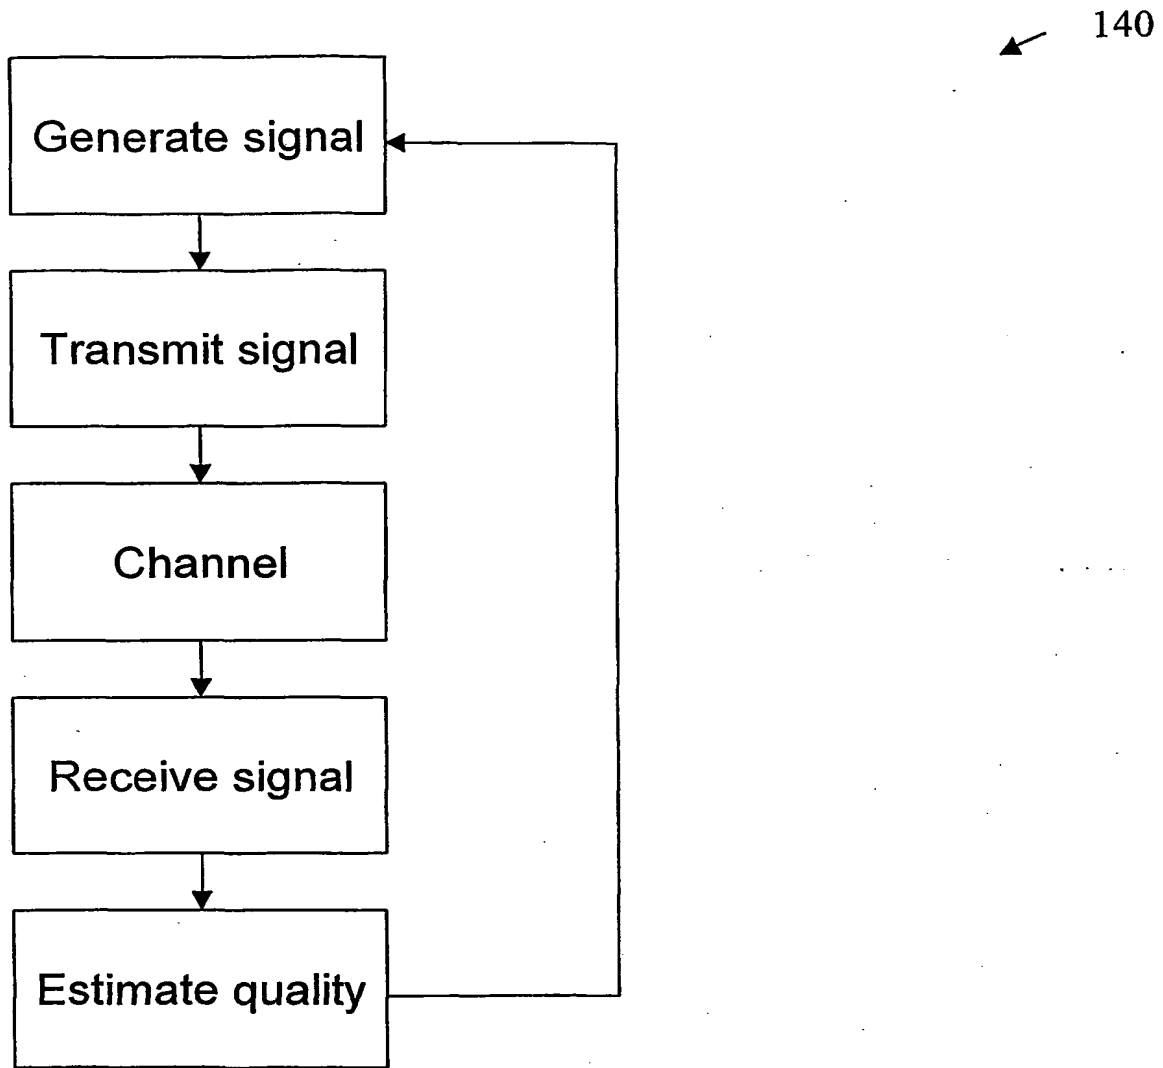 140
Generate signal
Transmit signal
Channel
Receive signal
Estimate quality